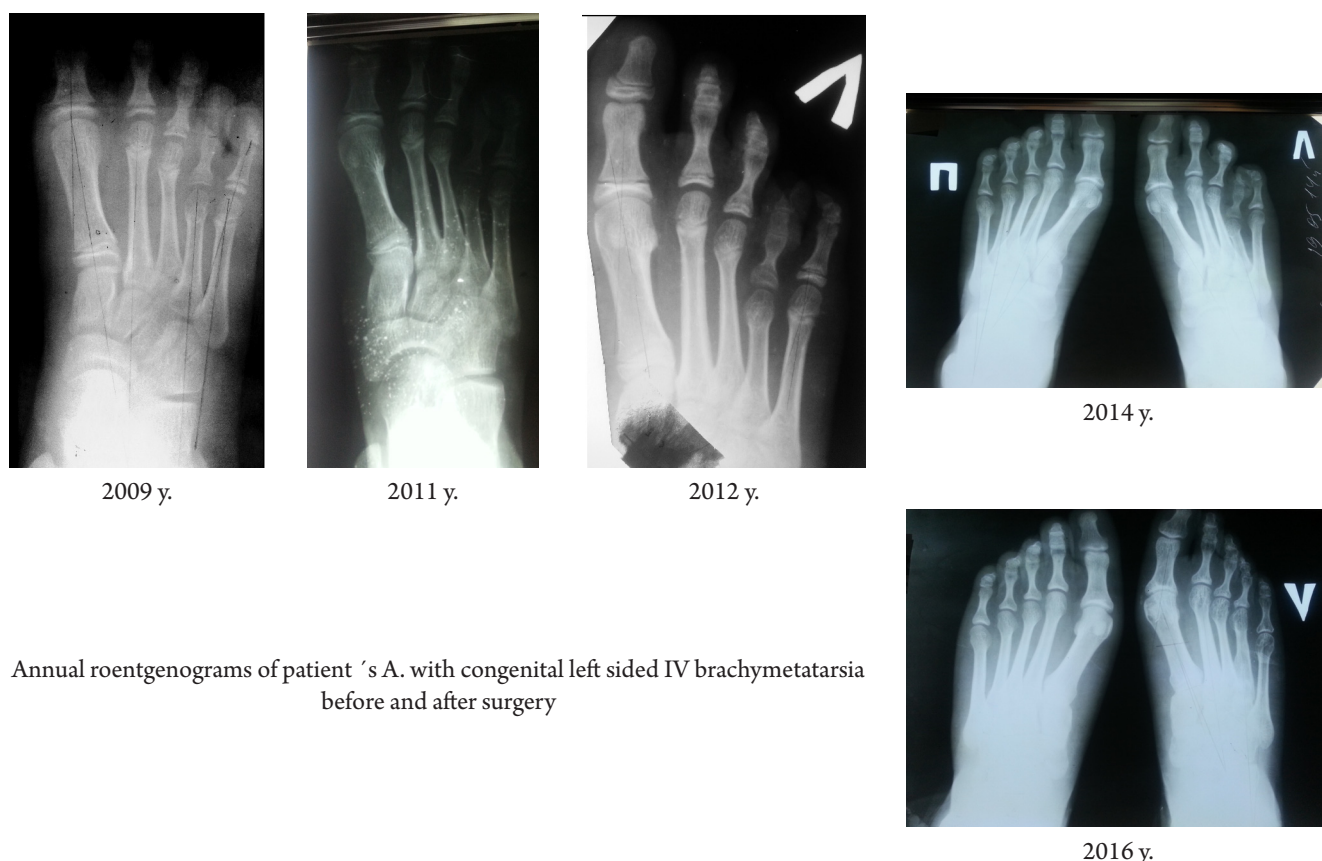 Л
П
Л
2014 y.
2009 y.
2011 y.
2012 y.
Л
Annual roentgenograms of patient ´s A. with congenital left sided IV brachymetatarsia
before and after surgery
2016 y.